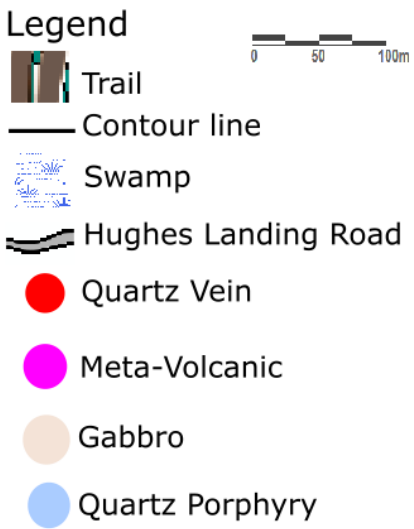 Legend
0 50 100m
Trail
Contour line
Swamp
Hughes Landing Road
Quartz Vein
Meta-Volcanic
Gabbro
Quartz Porphyry